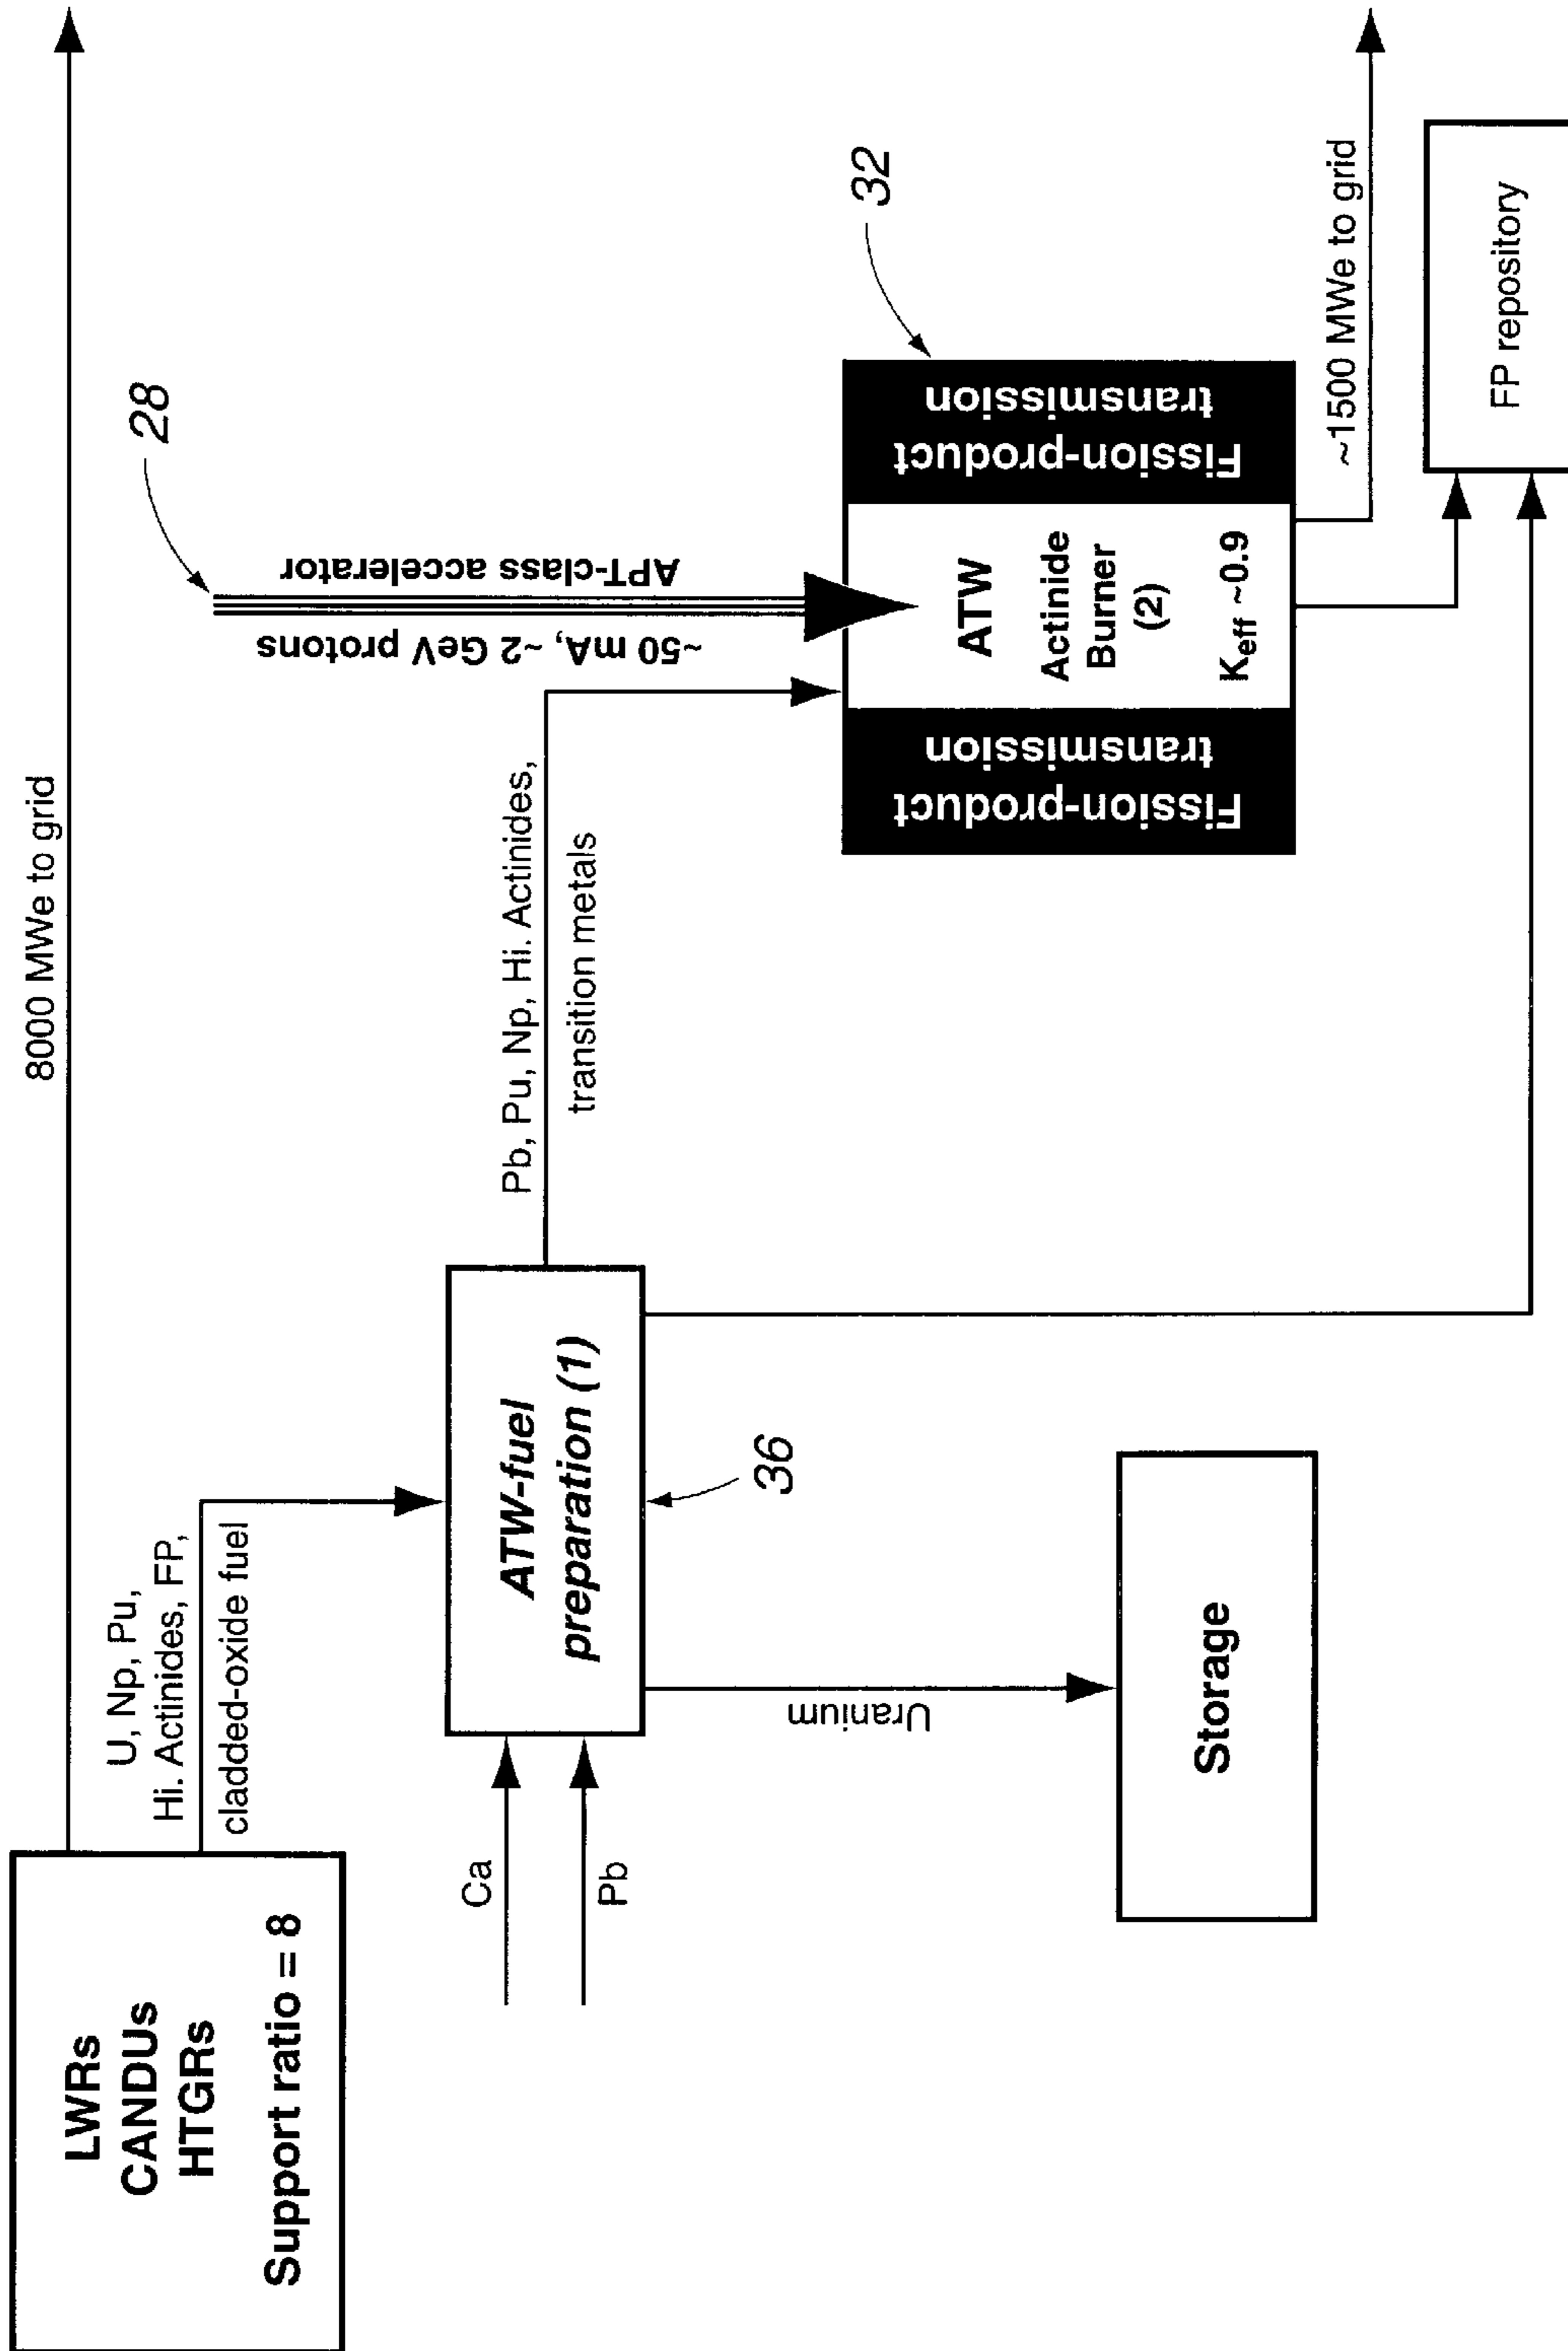 8000 MWe to grid
LWRs
CANDUs
HTGRs
Support ratio = 8
U, Np, Pu,
Hi. Actinides, FP,
cladded-oxide fuel
Ca
Pb
ATW-fuel
preparation (1)
36
Uranium
Storage
Pb, Pu, Np, Hi. Actinides,
transition metals
28
APT-class accelerator
~50 mA, ~2 GeV protons
32
Fission-product
transmission
ATW
Actinide
Burner
(2)
Keff ~0.9
Fission-product
transmission
~1500 MWe to grid
FP repository